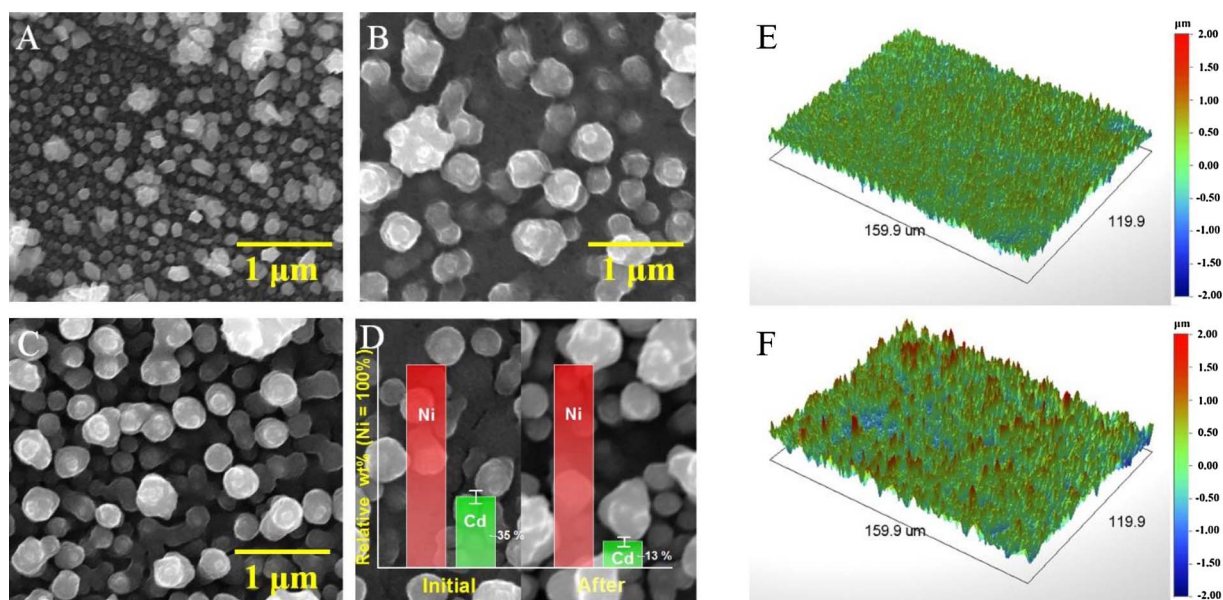 A
1 μm
B
1 μm
E
μm
2.00
1.50
1.00
0.50
0.00
-0.50
-1.00
-1.50
-2.00
159.9 um
119.9
C
1 μm
D
Relative wt% (Ni = 100%)
Ni
Cd
~35 %
Initial
Ni
Cd
~13 %
After
F
μm
2.00
1.50
1.00
0.50
0.00
-0.50
-1.00
-1.50
-2.00
159.9 um
119.9